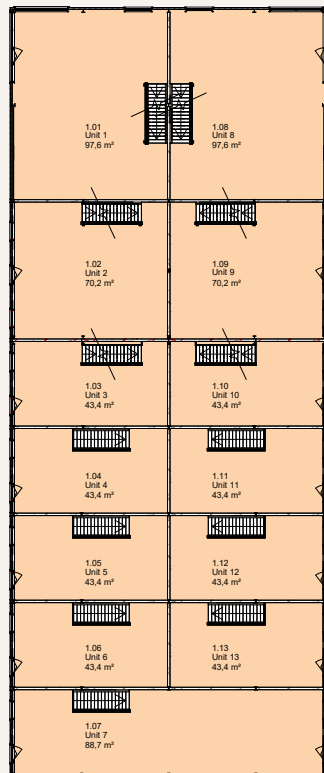 1.01
Unit 1
97,6 m²
1.08
Unit 8
97,6 m²
1.02
Unit 2
70,2 m²
1.09
Unit 9
70,2 m²
1.03
Unit 3
43,4 m²
1.10
Unit 10
43,4 m²
1.04
Unit 4
43,4 m²
1.11
Unit 11
43,4 m²
1.05
Unit 5
43,4 m²
1.12
Unit 12
43,4 m²
1.06
Unit 6
43,4 m²
1.13
Unit 13
43,4 m²
1.07
Unit 7
88,7 m²